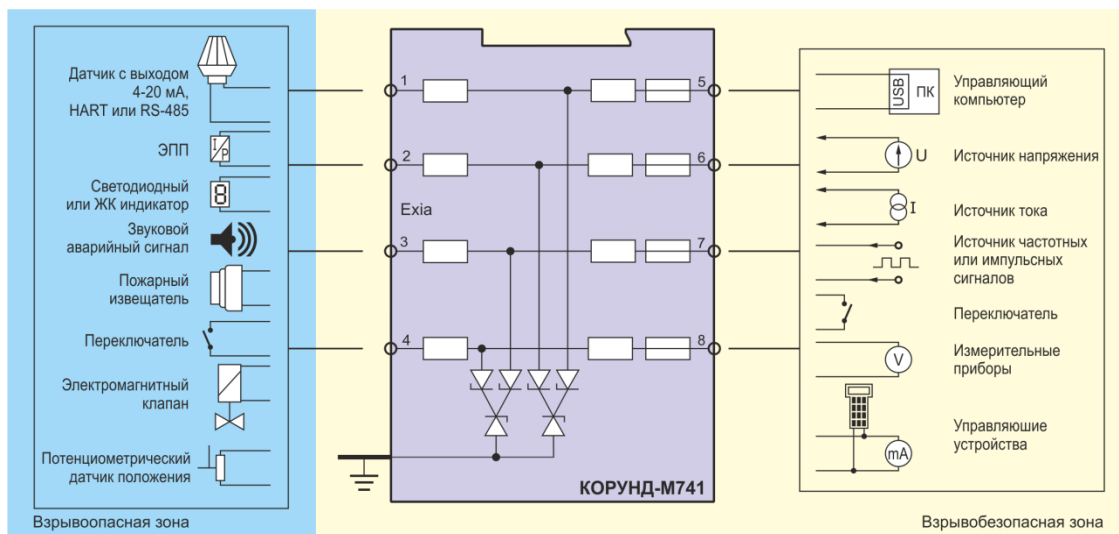 Датчик с выходом
4-20 мА,
HART или RS-485
ЭПП
I/P
Светодиодный
или ЖК индикатор
8
Звуковой
аварийный сигнал
Пожарный
извещатель
Переключатель
Электромагнитный
клапан
Потенциометрический
датчик положения
Взрывоопасная зона
1
2
Exia
3
4
5
6
7
8
КОРУНД-М741
USB
ПК
Управляющий
компьютер
U
Источник напряжения
I
Источник тока
Источник частотных
или импульсных
сигналов
Переключатель
V
Измерительные
приборы
Управляюшие
устройства
mA
Взрывобезопасная зона